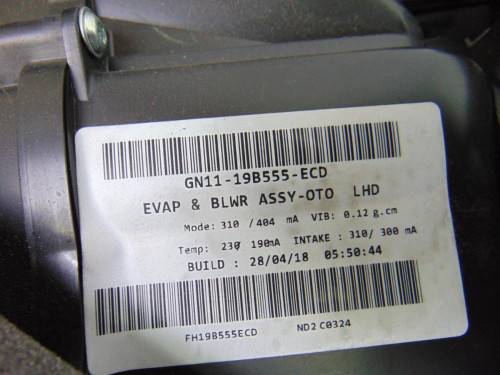 GN11-19B555-ECD
EVAP & BLWR ASSY-OTO LHD
Mode: 310 /404 mA VIB: 0.12 g.cm
Temp: 230/ 190mA INTAKE : 310/ 300 mA
BUILD : 28/04/18 05:50:44
FH19B555ECD ND2 C0324